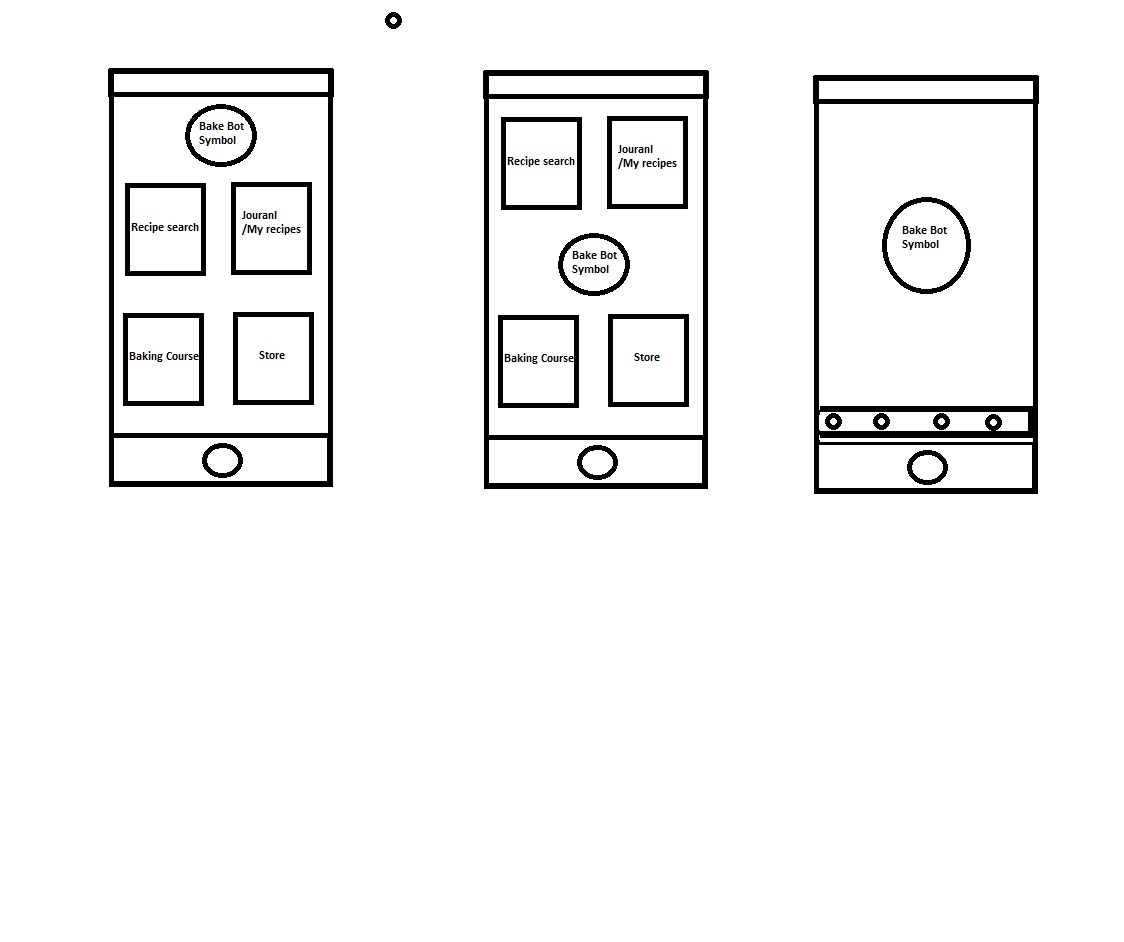 Bake Bot
Symbol
Recipe search
Jouranl
/My recipes
Baking Course
Store
Recipe search
Jouranl
/My recipes
Bake Bot
Symbol
Baking Course
Store
Bake Bot
Symbol